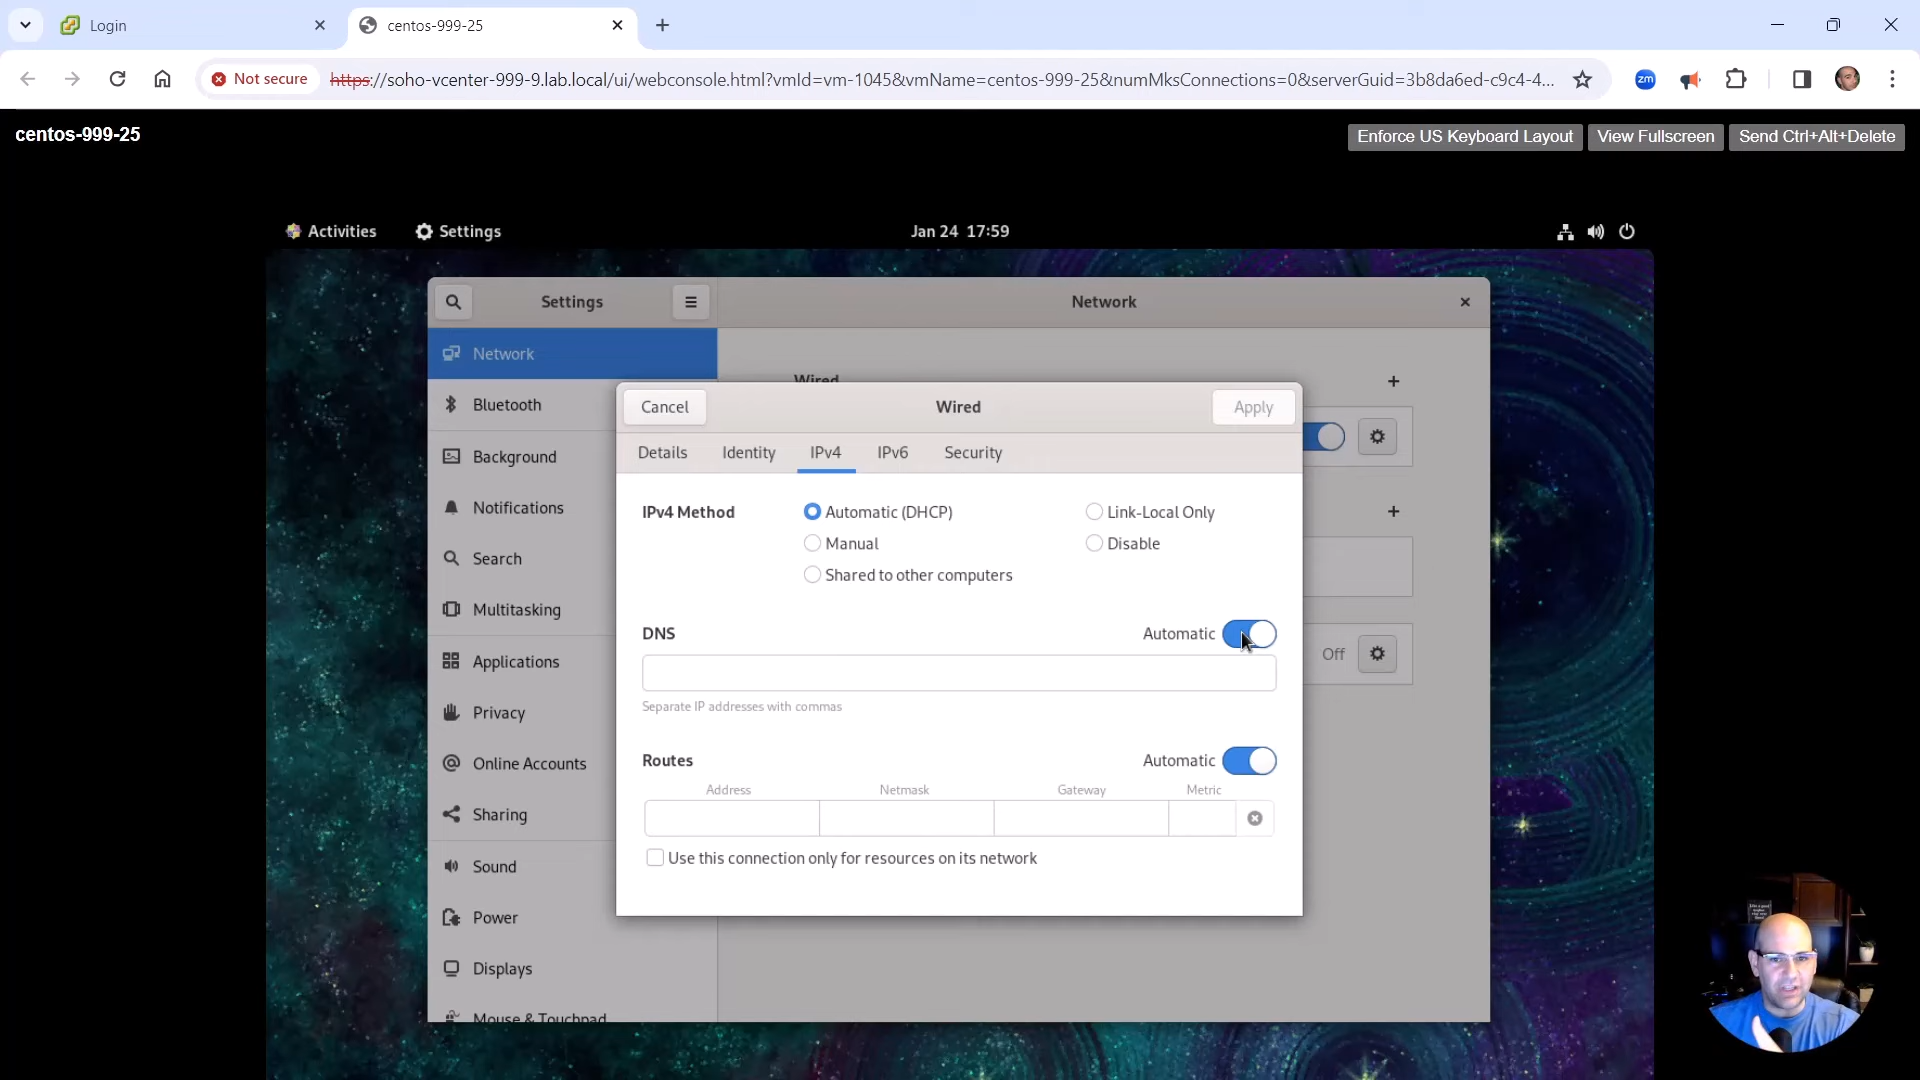 Login
centos-999-25
Not secure
https://soho-vcenter-999-9.lab.local/ui/webconsole.html?vmId=vm-1045&vmName=centos-999-25&numMksConnections=0&serverGuid=3b8da6ed-c9c4-4...
zm
centos-999-25
Enforce US Keyboard Layout
View Fullscreen
Send Ctrl+Alt+Delete
Activities
Settings
Jan 24 17:59
Settings
Network
Network
Bluetooth
Background
Notifications
Search
Multitasking
Applications
Privacy
Online Accounts
Sharing
Sound
Power
Displays
Mouse & Touchpad
Wired
Off
Cancel
Wired
Apply
Details
Identity
IPv4
IPv6
Security
IPv4 Method
Automatic (DHCP)
Link-Local Only
Manual
Disable
Shared to other computers
DNS
Automatic
Separate IP addresses with commas
Routes
Automatic
Address
Netmask
Gateway
Metric
Use this connection only for resources on its network